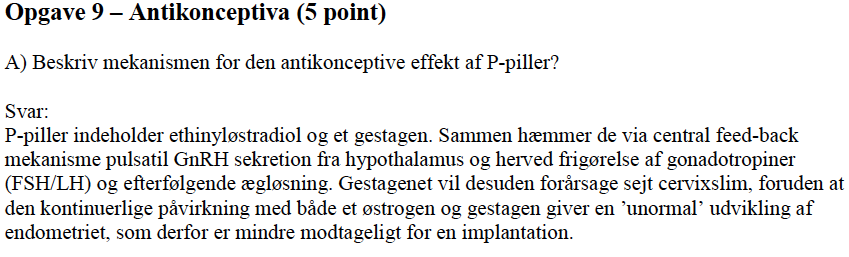 Opgave 9 – Antikonceptiva (5 point)
A) Beskriv mekanismen for den antikonceptive effekt af P-piller?
Svar:
P-piller indeholder ethinyløstradiol og et gestagen. Sammen hæmmer de via central feed-back
mekanisme pulsatil GnRH sekretion fra hypothalamus og herved frigørelse af gonadotropiner
(FSH/LH) og efterfølgende ægløsning. Gestagenet vil desuden forårsage sejt cervixslim, foruden at
den kontinuerlige påvirkning med både et østrogen og gestagen giver en ’unormal’ udvikling af
endometriet, som derfor er mindre modtageligt for en implantation.